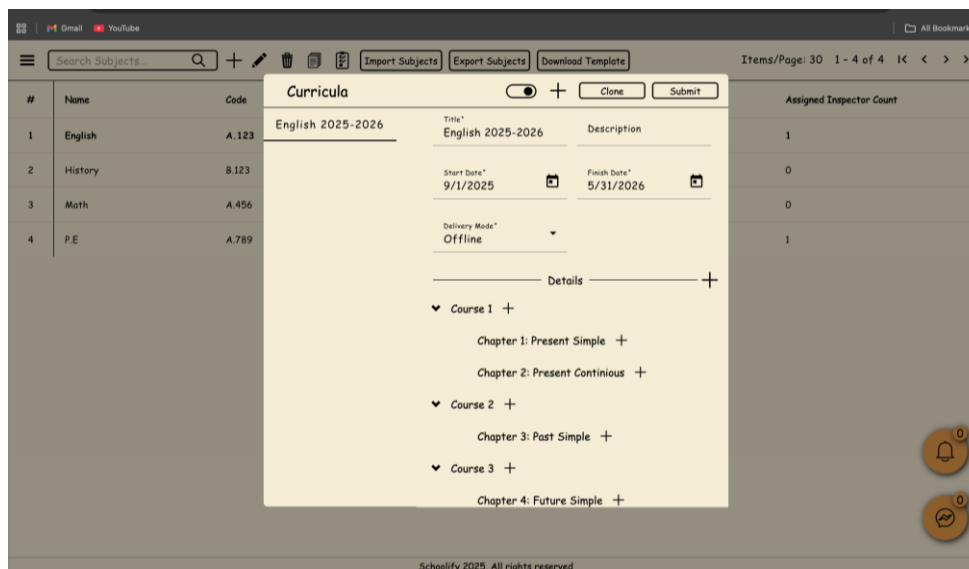 Gmail YouTube All Bookmark
Search Subjects... Import Subjects Export Subjects Download Template Items/Page: 30 1 - 4 of 4
# Name Code Assigned Inspector Count
1 English A.123 1
2 History B.123 0
3 Math A.456 0
4 P.E A.789 1
Curricula Clone Submit
English 2025-2026
Title* Description
English 2025-2026
Start Date* Finish Date*
9/1/2025 5/31/2026
Delivery Mode*
Offline
Details
Course 1
Chapter 1: Present Simple
Chapter 2: Present Continious
Course 2
Chapter 3: Past Simple
Course 3
Chapter 4: Future Simple
0
0
Schoolify 2025. All rights reserved